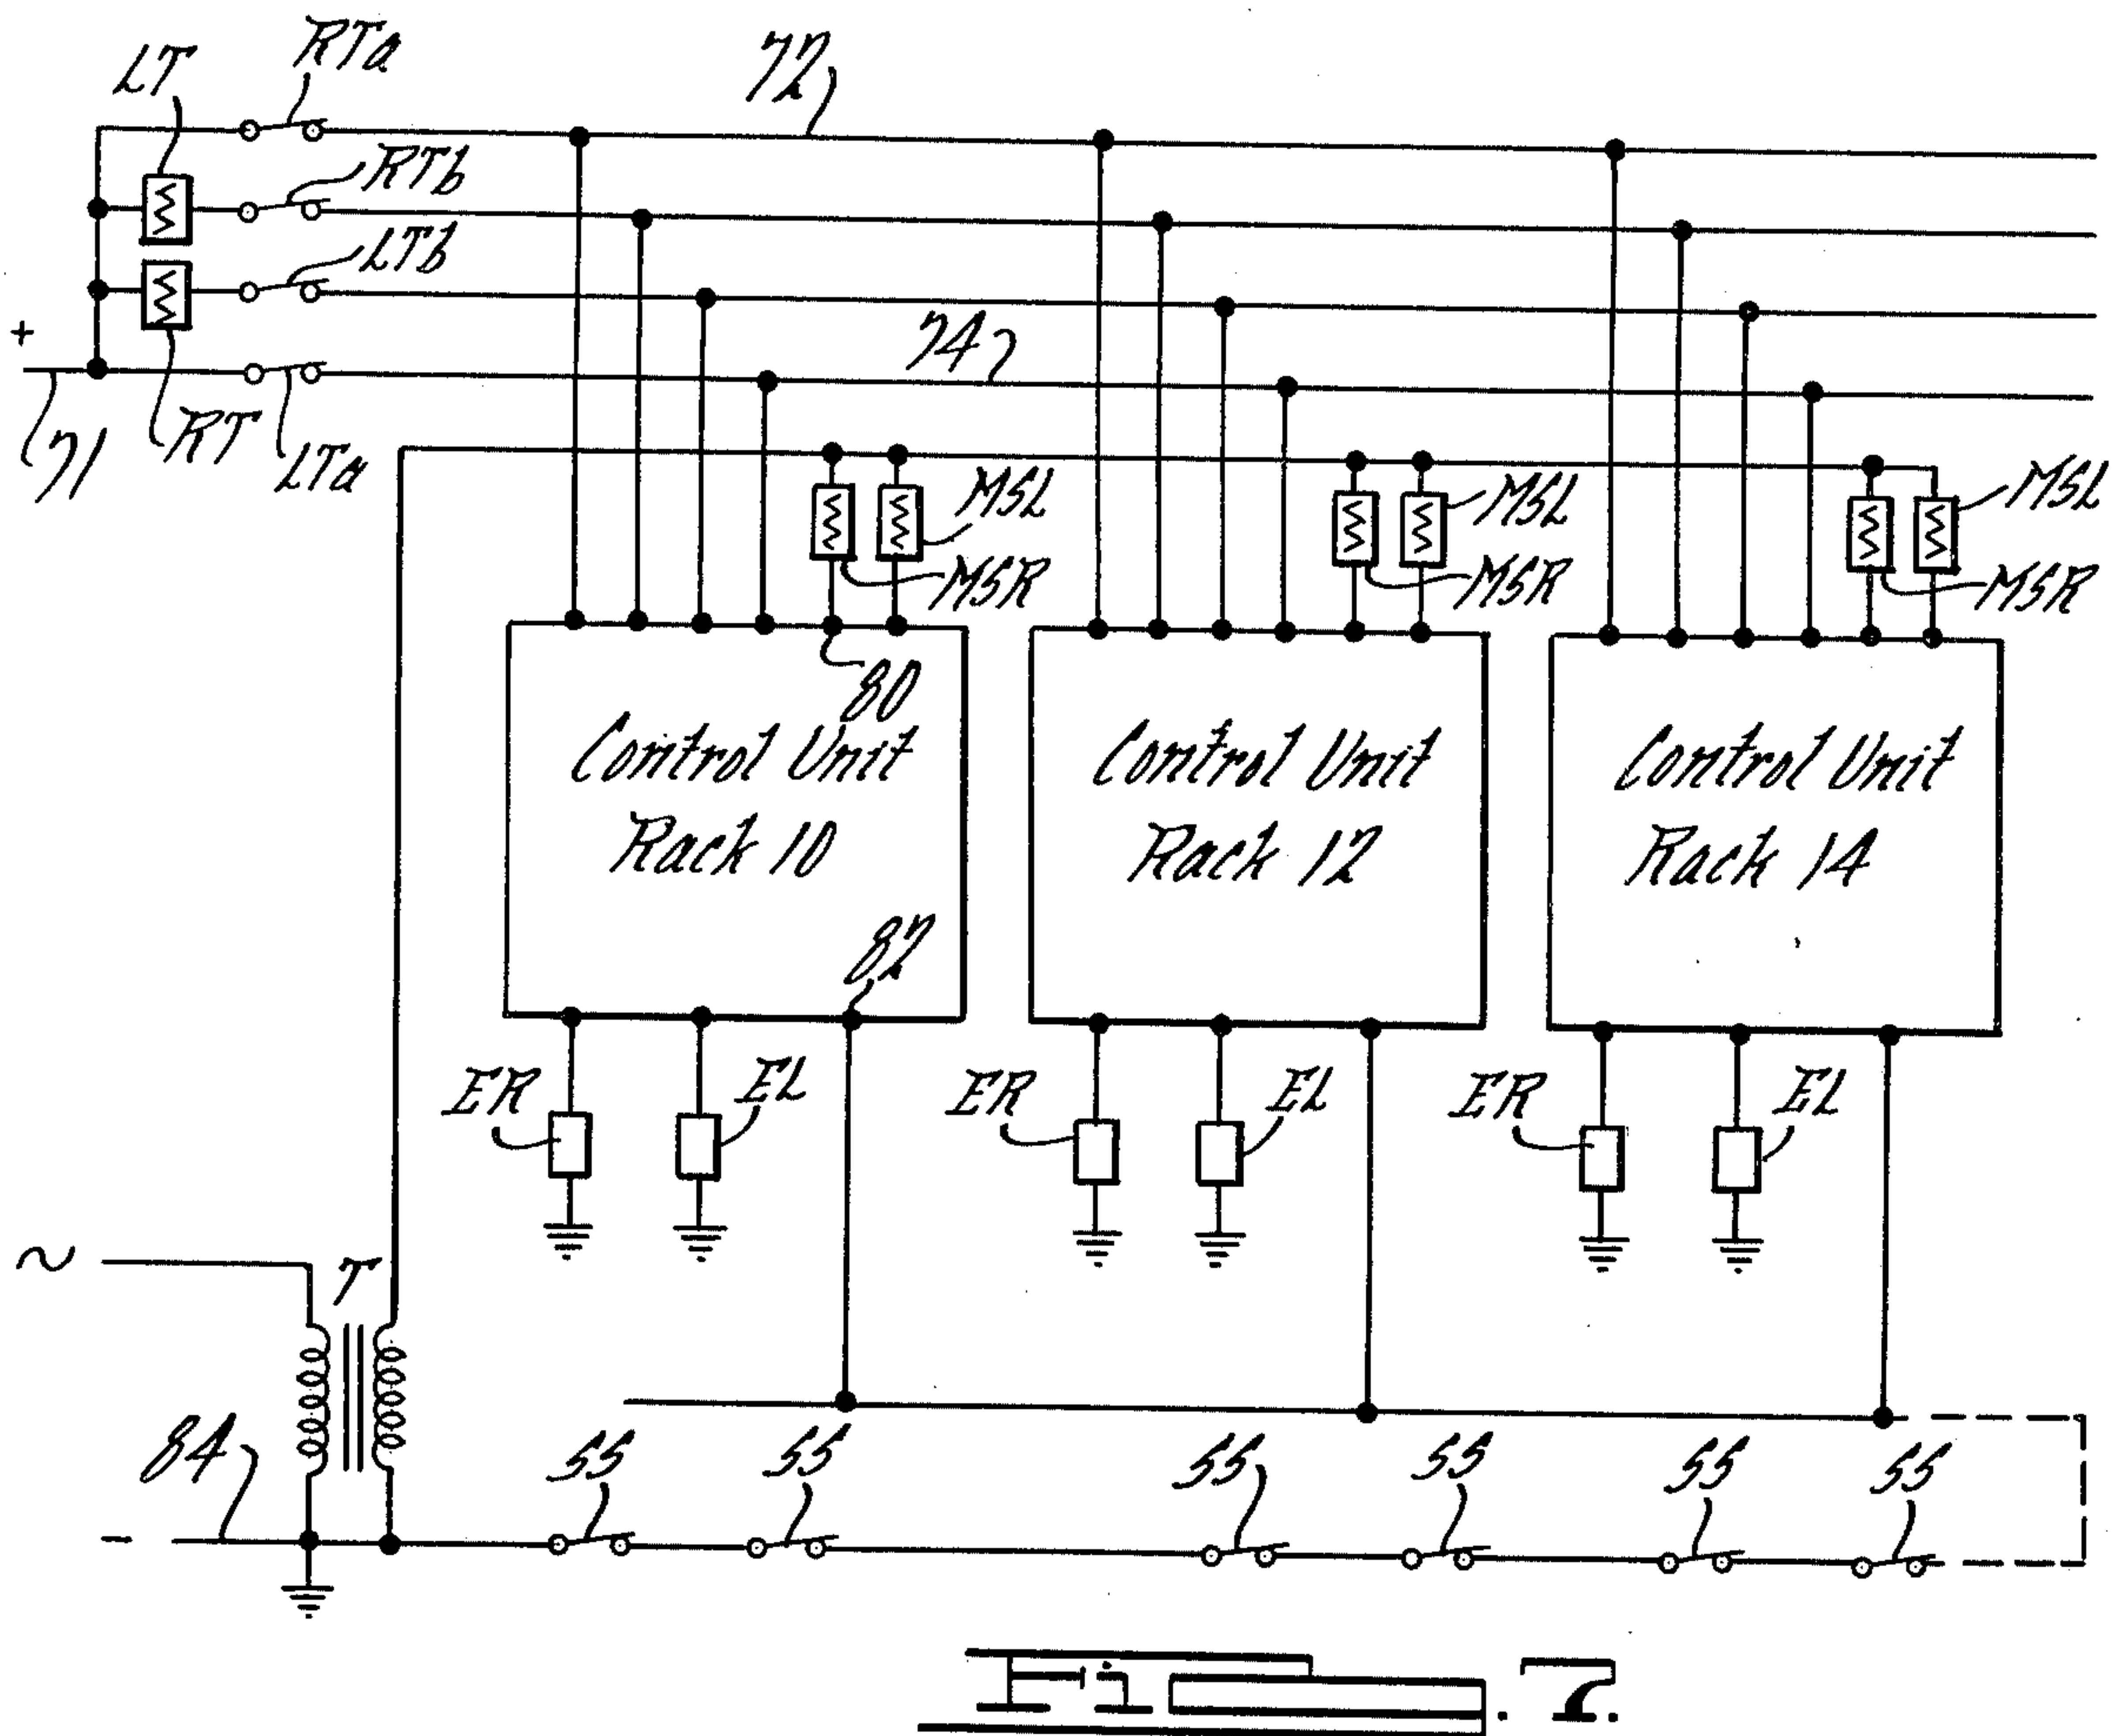 RTa
LT
72
RTb
LTb
+
74
71
RT
LTa
MSL
MSR
MSL
MSR
MSL
MSR
80
Control Unit
Rack 10
Control Unit
Rack 12
Control Unit
Rack 14
82
ER
EL
ER
EL
ER
EL
~
T
84
55
55
55
55
55
55
-
Fig. 7.